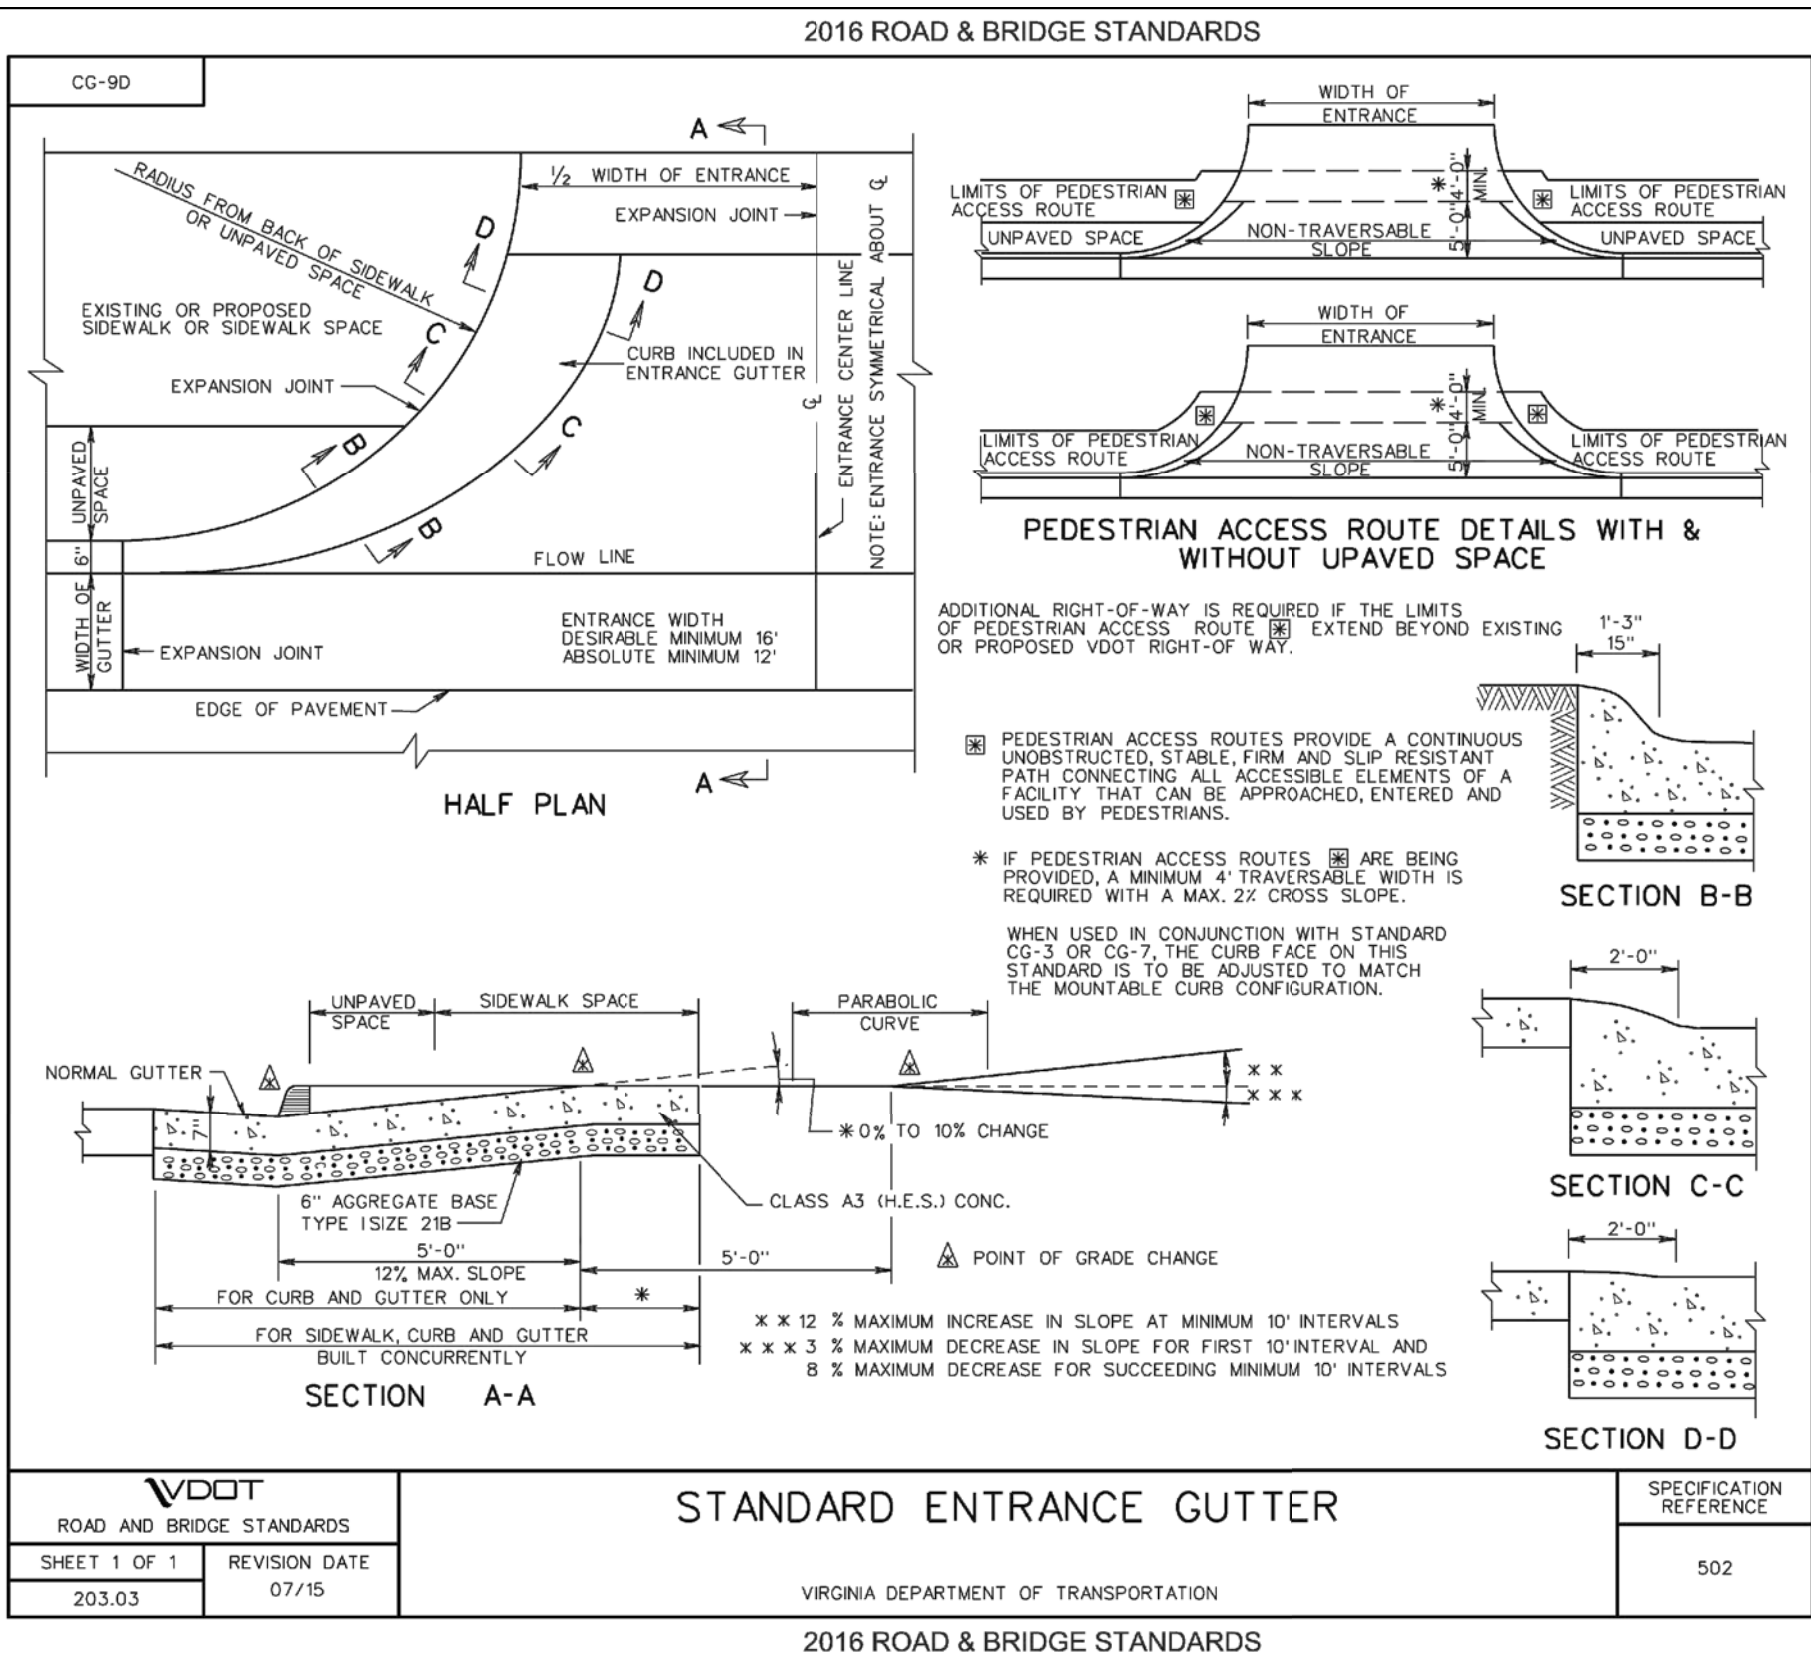 2016 ROAD & BRIDGE STANDARDS
CG-9D
A
RADIUS FROM BACK OF SIDEWALK
OR UNPAVED SPACE
1/2 WIDTH OF ENTRANCE
EXPANSION JOINT
D
D
EXISTING OR PROPOSED
SIDEWALK OR SIDEWALK SPACE
C
CURB INCLUDED IN
ENTRANCE GUTTER
EXPANSION JOINT
C
B
B
UNPAVED
SPACE
6"
FLOW LINE
WIDTH OF
GUTTER
EXPANSION JOINT
ENTRANCE WIDTH
DESIRABLE MINIMUM 16'
ABSOLUTE MINIMUM 12'
℄
ENTRANCE CENTER LINE
NOTE: ENTRANCE SYMMETRICAL ABOUT ℄
EDGE OF PAVEMENT
A
HALF PLAN
WIDTH OF
ENTRANCE
LIMITS OF PEDESTRIAN
ACCESS ROUTE
*
*
4'-0"
MIN.
*
LIMITS OF PEDESTRIAN
ACCESS ROUTE
UNPAVED SPACE
NON-TRAVERSABLE
SLOPE
5'-0"
UNPAVED SPACE
WIDTH OF
ENTRANCE
*
*
4'-0"
MIN.
*
LIMITS OF PEDESTRIAN
ACCESS ROUTE
NON-TRAVERSABLE
SLOPE
5'-0"
LIMITS OF PEDESTRIAN
ACCESS ROUTE
PEDESTRIAN ACCESS ROUTE DETAILS WITH &
WITHOUT UPAVED SPACE
ADDITIONAL RIGHT-OF-WAY IS REQUIRED IF THE LIMITS
OF PEDESTRIAN ACCESS ROUTE * EXTEND BEYOND EXISTING
OR PROPOSED VDOT RIGHT-OF WAY.
* PEDESTRIAN ACCESS ROUTES PROVIDE A CONTINUOUS
UNOBSTRUCTED, STABLE, FIRM AND SLIP RESISTANT
PATH CONNECTING ALL ACCESSIBLE ELEMENTS OF A
FACILITY THAT CAN BE APPROACHED, ENTERED AND
USED BY PEDESTRIANS.
* IF PEDESTRIAN ACCESS ROUTES * ARE BEING
PROVIDED, A MINIMUM 4' TRAVERSABLE WIDTH IS
REQUIRED WITH A MAX. 2% CROSS SLOPE.
WHEN USED IN CONJUNCTION WITH STANDARD
CG-3 OR CG-7, THE CURB FACE ON THIS
STANDARD IS TO BE ADJUSTED TO MATCH
THE MOUNTABLE CURB CONFIGURATION.
1'-3"
15"
SECTION B-B
2'-0"
SECTION C-C
2'-0"
SECTION D-D
UNPAVED
SPACE
SIDEWALK SPACE
PARABOLIC
CURVE
NORMAL GUTTER
7"
* *
* * *
* 0% TO 10% CHANGE
6" AGGREGATE BASE
TYPE I SIZE 21B
CLASS A3 (H.E.S.) CONC.
5'-0"
12% MAX. SLOPE
5'-0"
POINT OF GRADE CHANGE
FOR CURB AND GUTTER ONLY
*
FOR SIDEWALK, CURB AND GUTTER
BUILT CONCURRENTLY
* * 12 % MAXIMUM INCREASE IN SLOPE AT MINIMUM 10' INTERVALS
* * * 3 % MAXIMUM DECREASE IN SLOPE FOR FIRST 10' INTERVAL AND
8 % MAXIMUM DECREASE FOR SUCCEEDING MINIMUM 10' INTERVALS
SECTION A-A
VDOT
ROAD AND BRIDGE STANDARDS
SHEET 1 OF 1
203.03
REVISION DATE
07/15
STANDARD ENTRANCE GUTTER
VIRGINIA DEPARTMENT OF TRANSPORTATION
SPECIFICATION
REFERENCE
502
2016 ROAD & BRIDGE STANDARDS